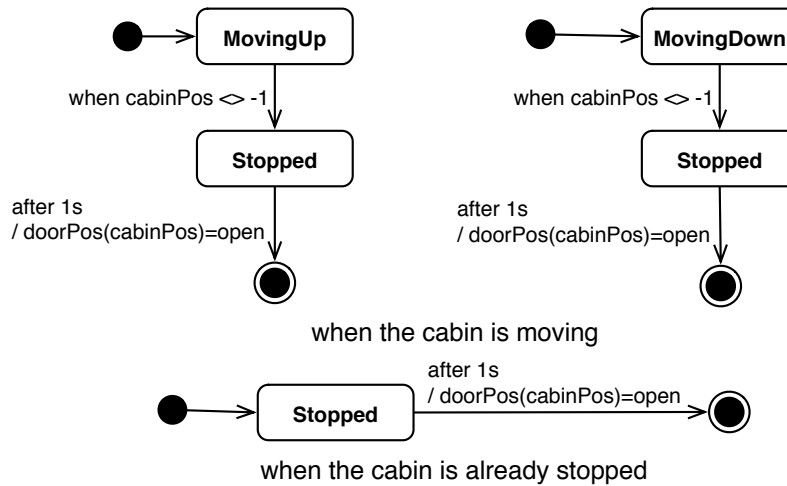 MovingUp
MovingDown
when cabinPos <> -1
when cabinPos <> -1
Stopped
Stopped
after 1s
/ doorPos(cabinPos)=open
after 1s
/ doorPos(cabinPos)=open
when the cabin is moving
after 1s
/ doorPos(cabinPos)=open
Stopped
when the cabin is already stopped